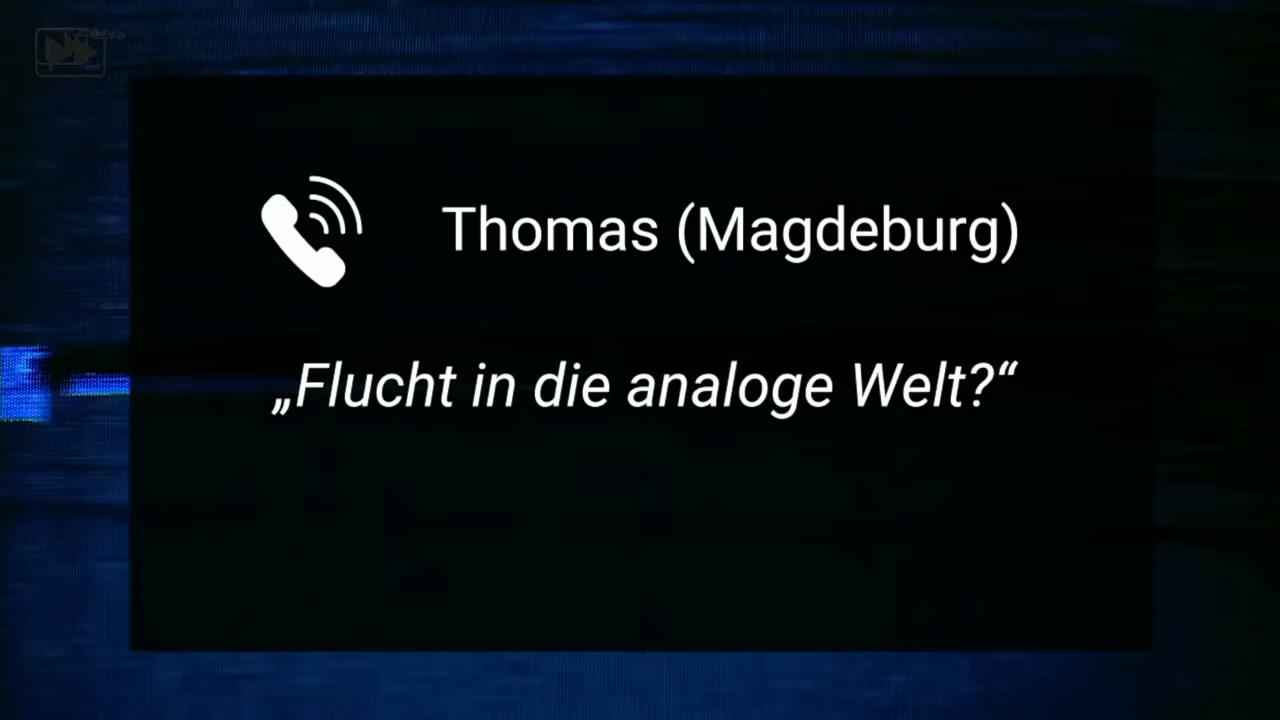 Thomas (Magdeburg)
„Flucht in die analoge Welt?“